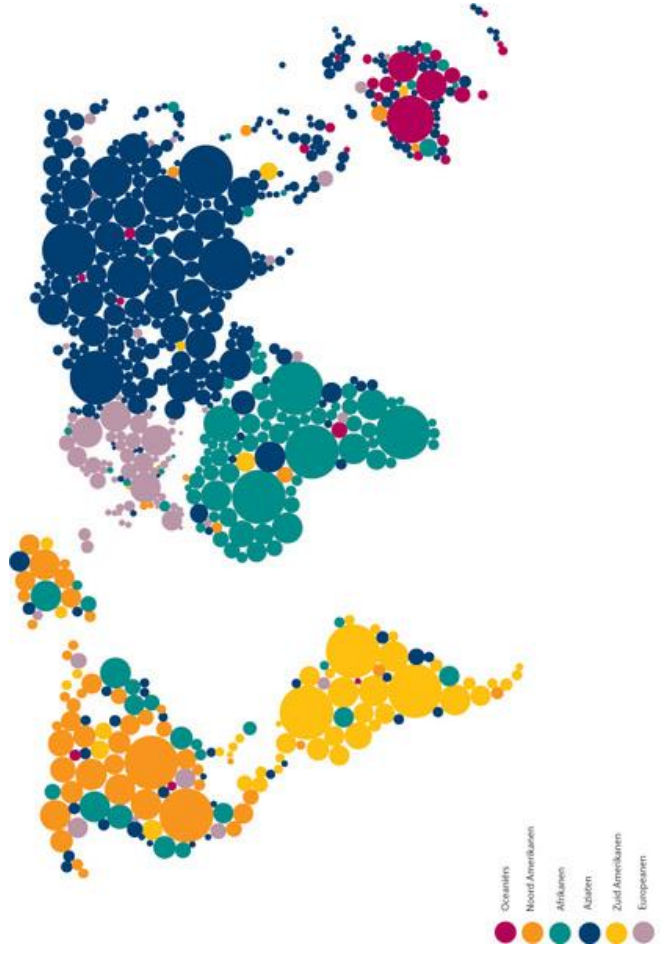 Oceaniërs
Noord Amerikanen
Afrikanen
Aziaten
Zuid Amerikanen
Europeanen